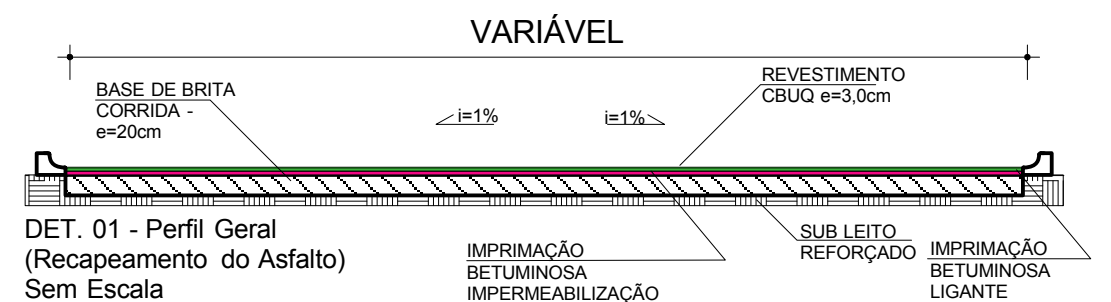 VARIÁVEL
BASE DE BRITA
CORRIDA -
e=20cm
i=1%
i=1%
REVESTIMENTO
CBUQ e=3,0cm
DET. 01 - Perfil Geral
(Recapeamento do Asfalto)
Sem Escala
IMPRIMAÇÃO
BETUMINOSA
IMPERMEABILIZAÇÃO
SUB LEITO
REFORÇADO
IMPRIMAÇÃO
BETUMINOSA
LIGANTE